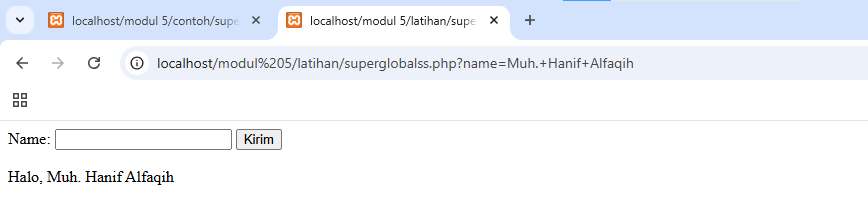 localhost/modul 5/contoh/supe
localhost/modul 5/latihan/supe
localhost/modul%205/latihan/superglobalss.php?name=Muh.+Hanif+Alfaqih
Name: Kirim
Halo, Muh. Hanif Alfaqih